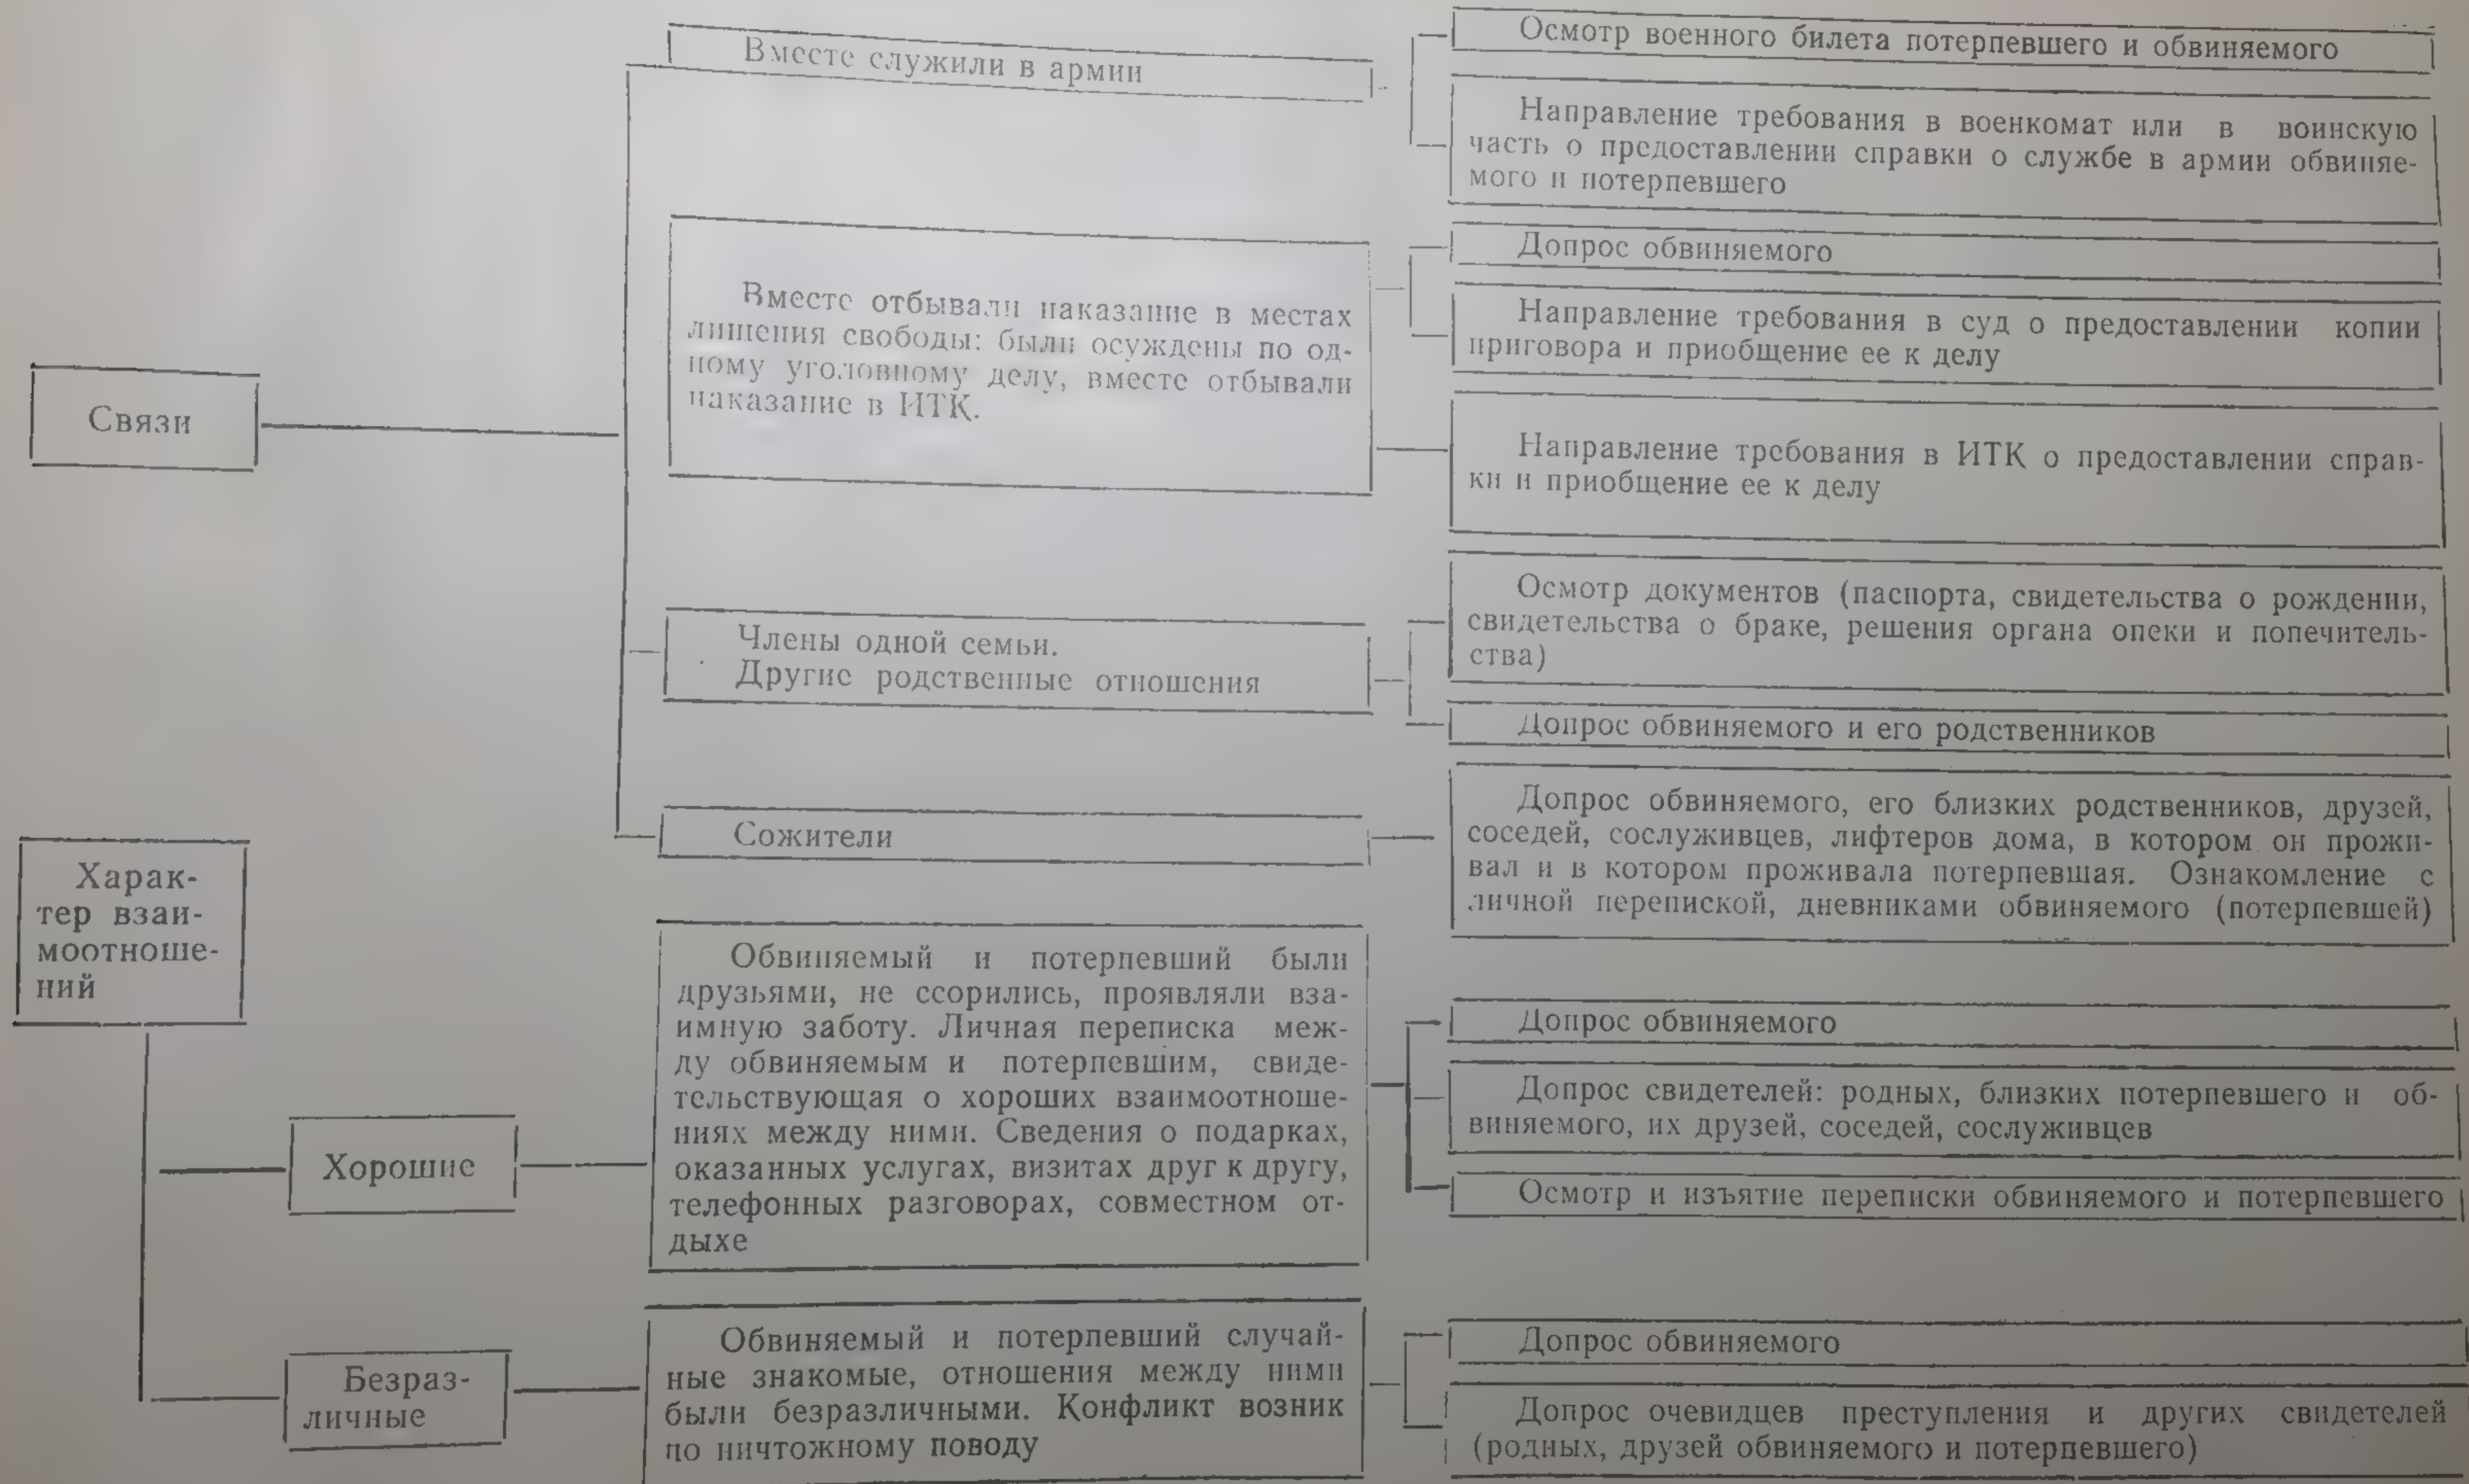 Связи
Вместе служили в армии
Осмотр военного билета потерпевшего и обвиняемого
Направление требования в военкомат или в воинскую
часть о предоставлении справки о службе в армии обвиняе-
мого и потерпевшего
Вместе отбывали наказание в местах
лишения свободы: были осуждены по од-
ному уголовному делу, вместе отбывали
наказание в ИТК.
Допрос обвиняемого
Направление требования в суд о предоставлении копии
приговора и приобщение ее к делу
Направление требования в ИТК о предоставлении справ-
ки и приобщение ее к делу
Члены одной семьи.
Другие родственные отношения
Осмотр документов (паспорта, свидетельства о рождении,
свидетельства о браке, решения органа опеки и попечитель-
ства)
Допрос обвиняемого и его родственников
Сожители
Допрос обвиняемого, его близких родственников, друзей,
соседей, сослуживцев, лифтеров дома, в котором он прожи-
вал и в котором проживала потерпевшая. Ознакомление с
личной перепиской, дневниками обвиняемого (потерпевшей)
Харак-
тер взаи-
моотноше-
ний
Хорошие
Обвиняемый и потерпевший были
друзьями, не ссорились, проявляли вза-
имную заботу. Личная переписка меж-
ду обвиняемым и потерпевшим, свиде-
тельствующая о хороших взаимоотноше-
ниях между ними. Сведения о подарках,
оказанных услугах, визитах друг к другу,
телефонных разговорах, совместном от-
дыхе
Допрос обвиняемого
Допрос свидетелей: родных, близких потерпевшего и об-
виняемого, их друзей, соседей, сослуживцев
Осмотр и изъятие переписки обвиняемого и потерпевшего
Безраз-
личные
Обвиняемый и потерпевший случай-
ные знакомые, отношения между ними
были безразличными. Конфликт возник
по ничтожному поводу
Допрос обвиняемого
Допрос очевидцев преступления и других свидетелей
(родных, друзей обвиняемого и потерпевшего)